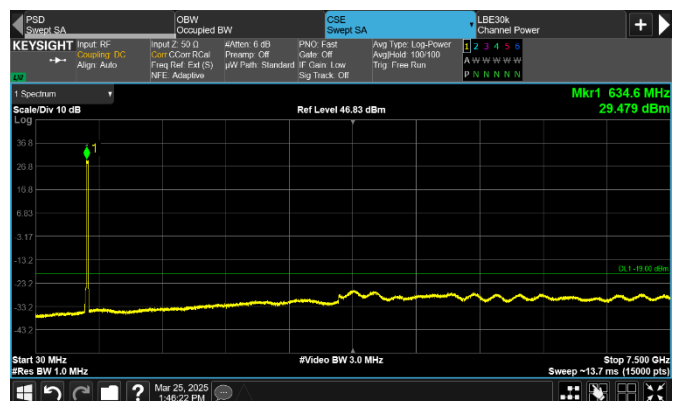 PSD
Swept SA
OBW
Occupied BW
CSE
Swept SA
LBE30k
Channel Power
KEYSIGHT
Input: RF
Coupling: DC
Align: Auto
Input Z: 50 Ω
Corr CCorr RCal
Freq Ref: Ext (S)
NFE: Adaptive
#Atten: 6 dB
Preamp: Off
µW Path: Standard
PNO: Fast
Gate: Off
IF Gain: Low
Sig Track: Off
Avg Type: Log-Power
Avg|Hold: 100/100
Trig: Free Run
1 2 3 4 5 6
A W W W W W
P N N N N N
LXI
1 Spectrum
Mkr1 634.6 MHz
Scale/Div 10 dB
Ref Level 46.83 dBm
29.479 dBm
Log
36.8
1
26.8
16.8
6.83
-3.17
-13.2
DL1 -19.00 dBm
-23.2
-33.2
-43.2
Start 30 MHz
#Video BW 3.0 MHz
Stop 7.500 GHz
#Res BW 1.0 MHz
Sweep ~13.7 ms (15000 pts)
?
Mar 25, 2025
1:46:22 PM